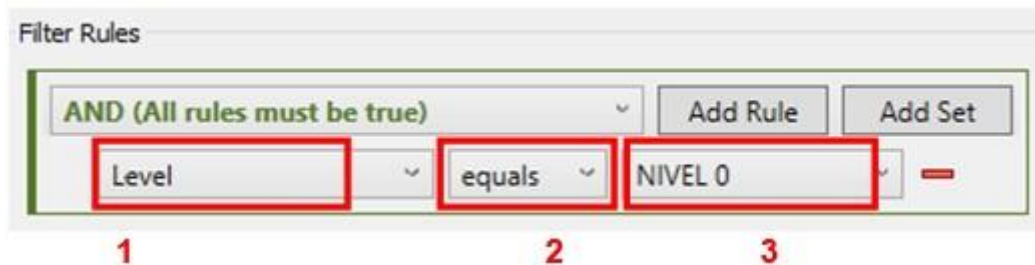 Filter Rules
AND (All rules must be true) Add Rule Add Set
Level equals NIVEL 0
1 2 3